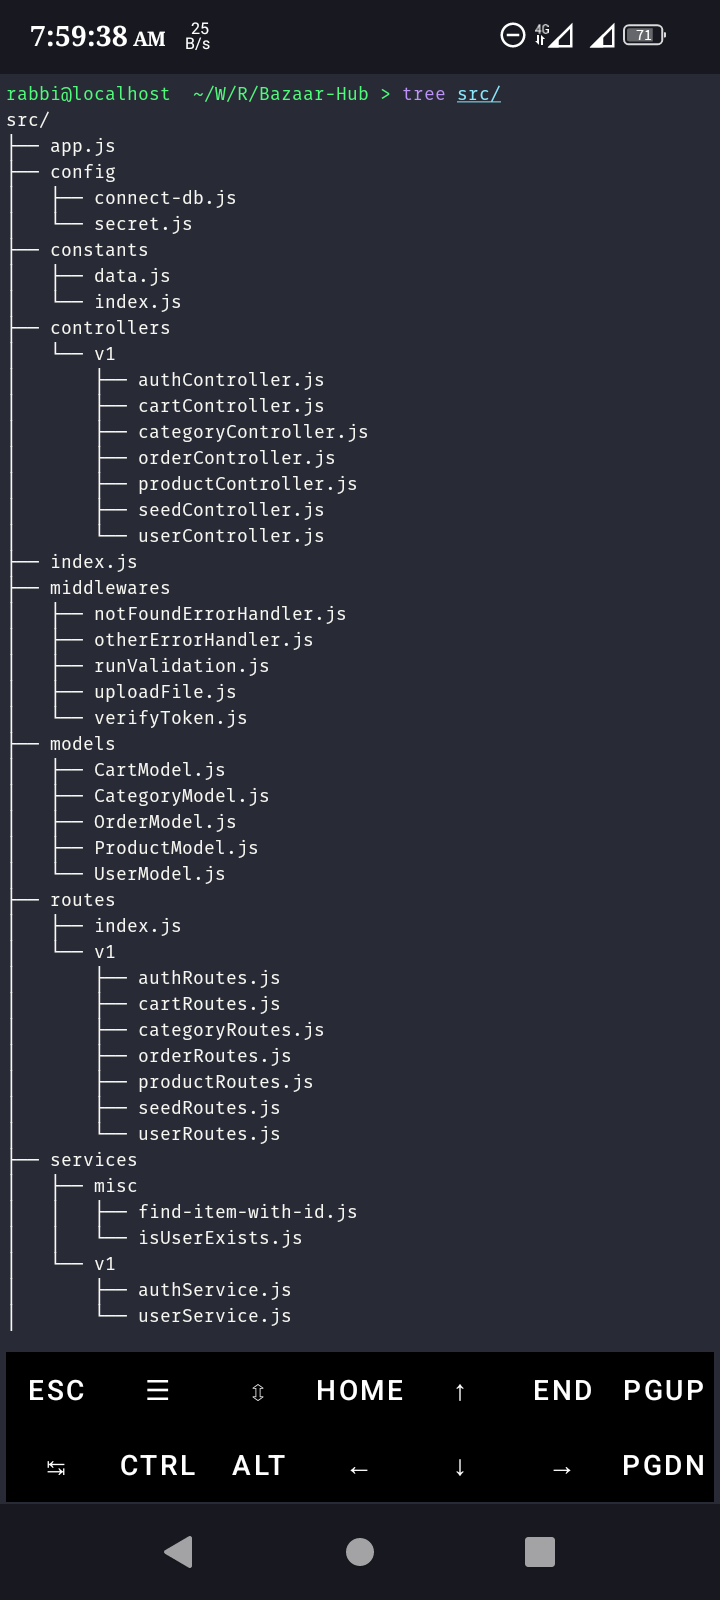 7:59:38 AM 25 B/s 4G 71
rabbi@localhost ~/W/R/Bazaar-Hub > tree src/
src/
├── app.js
├── config
│   ├── connect-db.js
│   └── secret.js
├── constants
│   ├── data.js
│   └── index.js
├── controllers
│   └── v1
│       ├── authController.js
│       ├── cartController.js
│       ├── categoryController.js
│       ├── orderController.js
│       ├── productController.js
│       ├── seedController.js
│       └── userController.js
├── index.js
├── middlewares
│   ├── notFoundErrorHandler.js
│   ├── otherErrorHandler.js
│   ├── runValidation.js
│   ├── uploadFile.js
│   └── verifyToken.js
├── models
│   ├── CartModel.js
│   ├── CategoryModel.js
│   ├── OrderModel.js
│   ├── ProductModel.js
│   └── UserModel.js
├── routes
│   ├── index.js
│   └── v1
│       ├── authRoutes.js
│       ├── cartRoutes.js
│       ├── categoryRoutes.js
│       ├── orderRoutes.js
│       ├── productRoutes.js
│       ├── seedRoutes.js
│       └── userRoutes.js
├── services
│   ├── misc
│   │   ├── find-item-with-id.js
│   │   └── isUserExists.js
│   └── v1
│       ├── authService.js
│       └── userService.js
ESC ☰ ⇳ HOME ↑ END PGUP
↹ CTRL ALT ← ↓ → PGDN